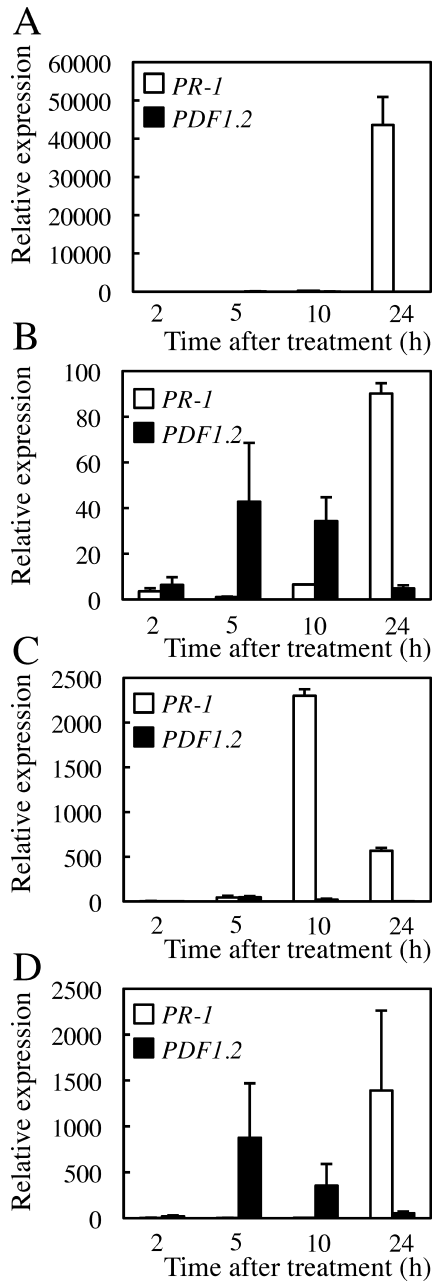 A
Relative expression
60000
50000
40000
30000
20000
10000
0
PR-1
PDF1.2
2 5 10 24
Time after treatment (h)
B
Relative expression
100
80
60
40
20
0
PR-1
PDF1.2
2 5 10 24
Time after treatment (h)
C
Relative expression
2500
2000
1500
1000
500
0
PR-1
PDF1.2
2 5 10 24
Time after treatment (h)
D
Relative expression
2500
2000
1500
1000
500
0
PR-1
PDF1.2
2 5 10 24
Time after treatment (h)